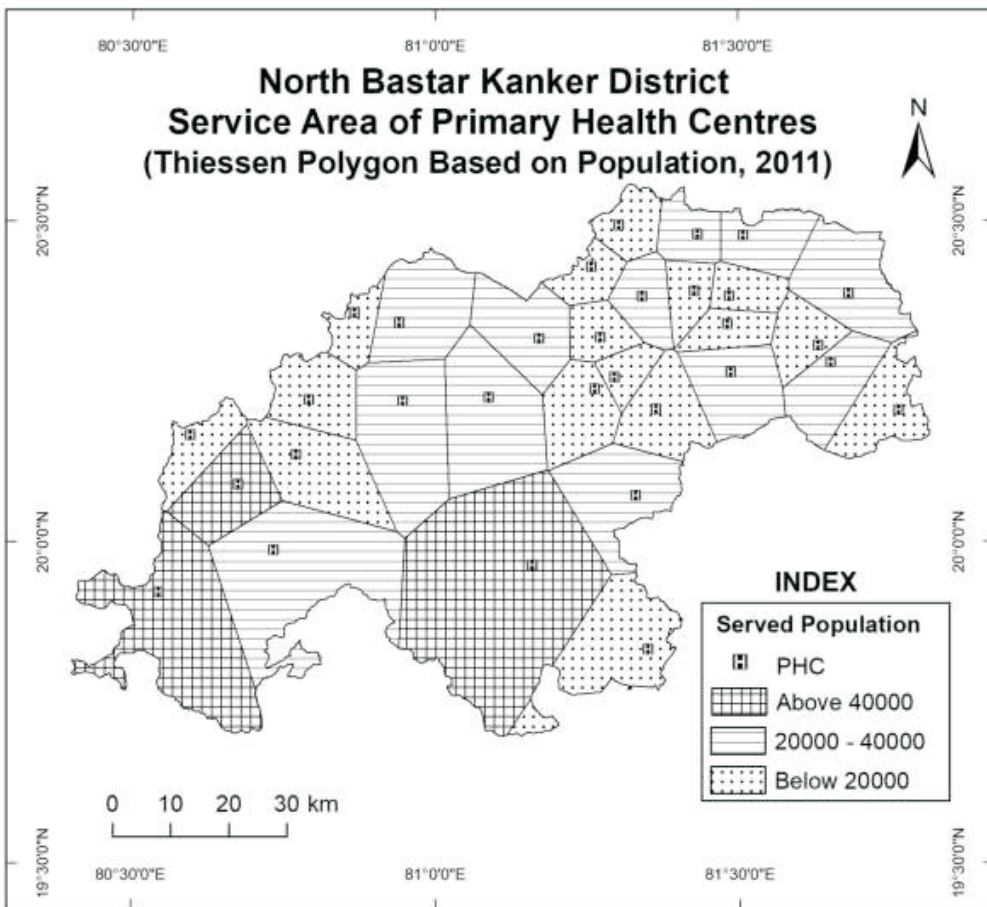 80°30'0"E 81°0'0"E 81°30'0"E
North Bastar Kanker District
Service Area of Primary Health Centres
(Thiessen Polygon Based on Population, 2011)
N
20°30'0"N 20°30'0"N
20°0'0"N 20°0'0"N
INDEX
Served Population
PHC
Above 40000
20000 - 40000
Below 20000
0 10 20 30 km
19°30'0"N 19°30'0"N
80°30'0"E 81°0'0"E 81°30'0"E